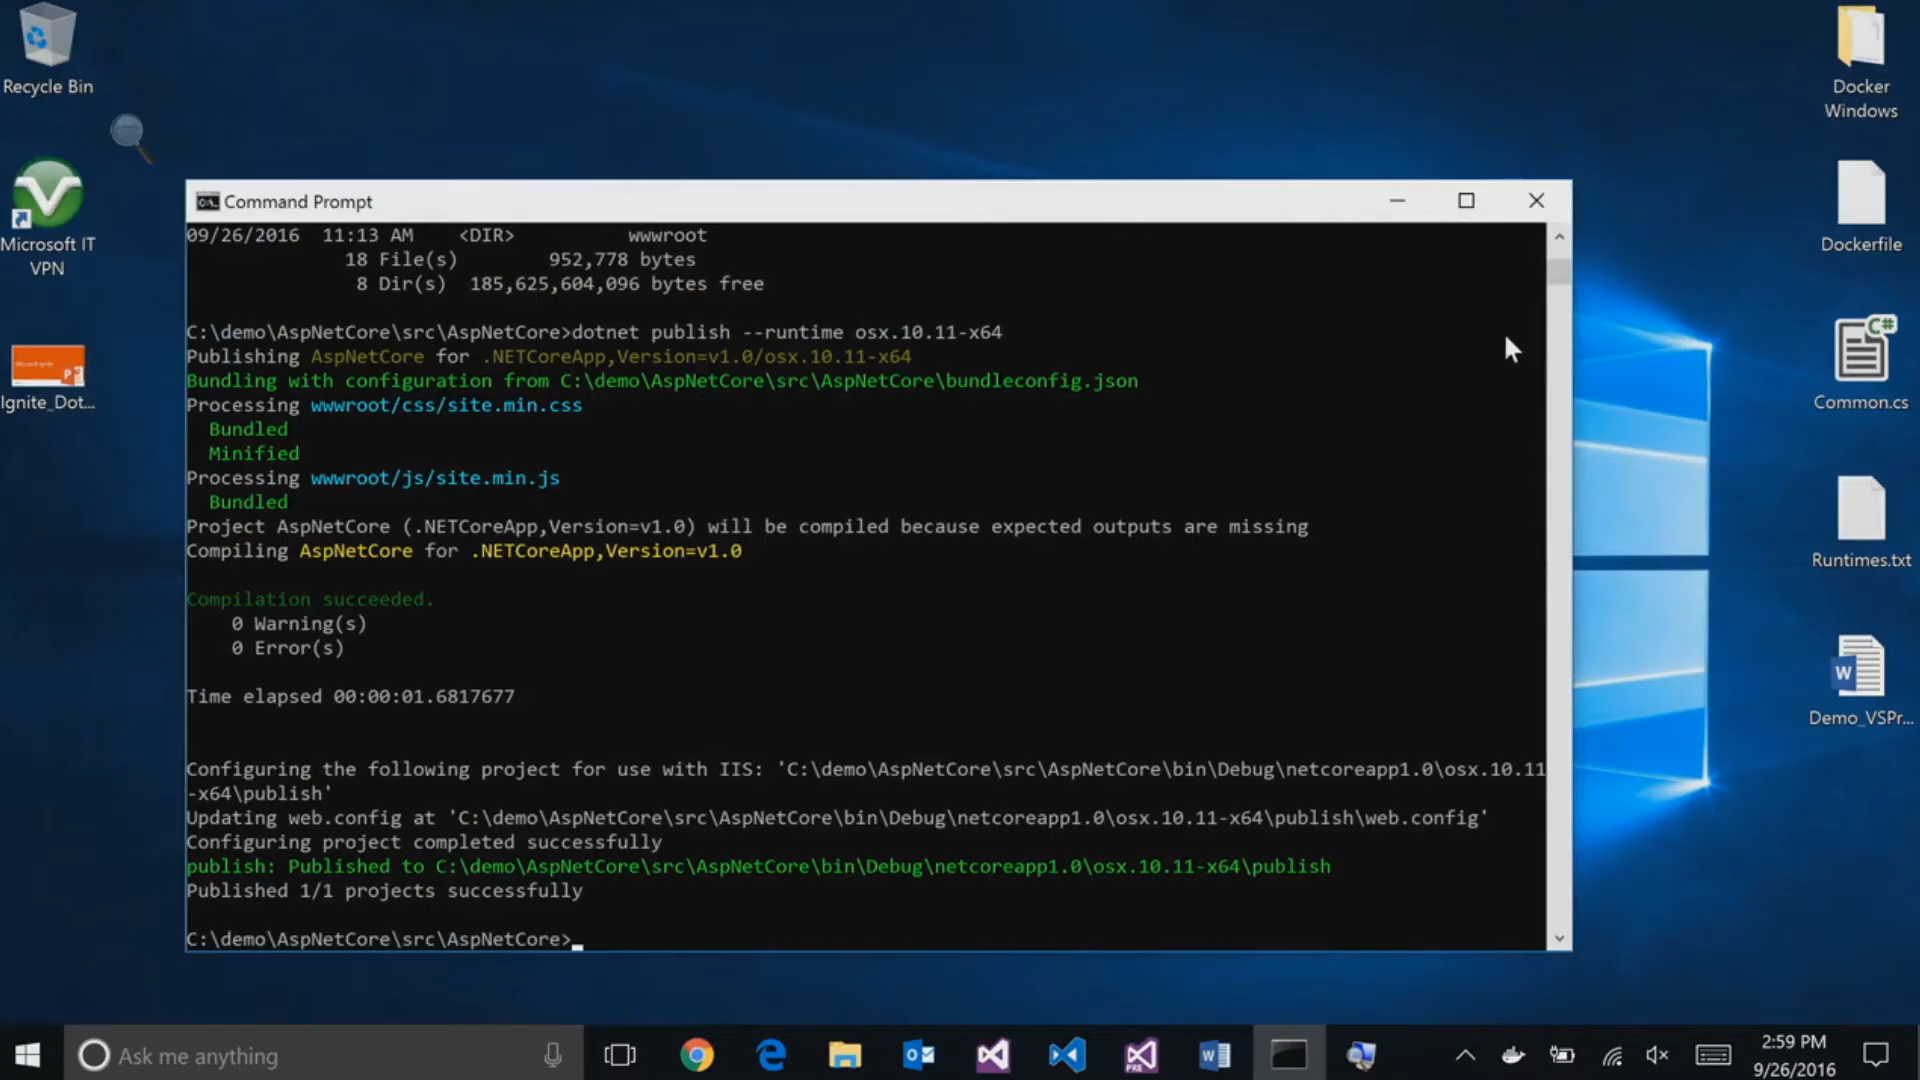 Recycle Bin
Microsoft IT
VPN
Ignite_Dot...
Docker
Windows
Dockerfile
C#
Common.cs
Runtimes.txt
W
Demo_VSPr...
Command Prompt
09/26/2016  11:13 AM    <DIR>          wwwroot
18 File(s)        952,778 bytes
8 Dir(s)  185,625,604,096 bytes free
C:\demo\AspNetCore\src\AspNetCore>dotnet publish --runtime osx.10.11-x64
Publishing AspNetCore for .NETCoreApp,Version=v1.0/osx.10.11-x64
Bundling with configuration from C:\demo\AspNetCore\src\AspNetCore\bundleconfig.json
Processing wwwroot/css/site.min.css
Bundled
Minified
Processing wwwroot/js/site.min.js
Bundled
Project AspNetCore (.NETCoreApp,Version=v1.0) will be compiled because expected outputs are missing
Compiling AspNetCore for .NETCoreApp,Version=v1.0
Compilation succeeded.
0 Warning(s)
0 Error(s)
Time elapsed 00:00:01.6817677
Configuring the following project for use with IIS: 'C:\demo\AspNetCore\src\AspNetCore\bin\Debug\netcoreapp1.0\osx.10.11
-x64\publish'
Updating web.config at 'C:\demo\AspNetCore\src\AspNetCore\bin\Debug\netcoreapp1.0\osx.10.11-x64\publish\web.config'
Configuring project completed successfully
publish: Published to C:\demo\AspNetCore\src\AspNetCore\bin\Debug\netcoreapp1.0\osx.10.11-x64\publish
Published 1/1 projects successfully
C:\demo\AspNetCore\src\AspNetCore>
Ask me anything
PRE
2:59 PM
9/26/2016